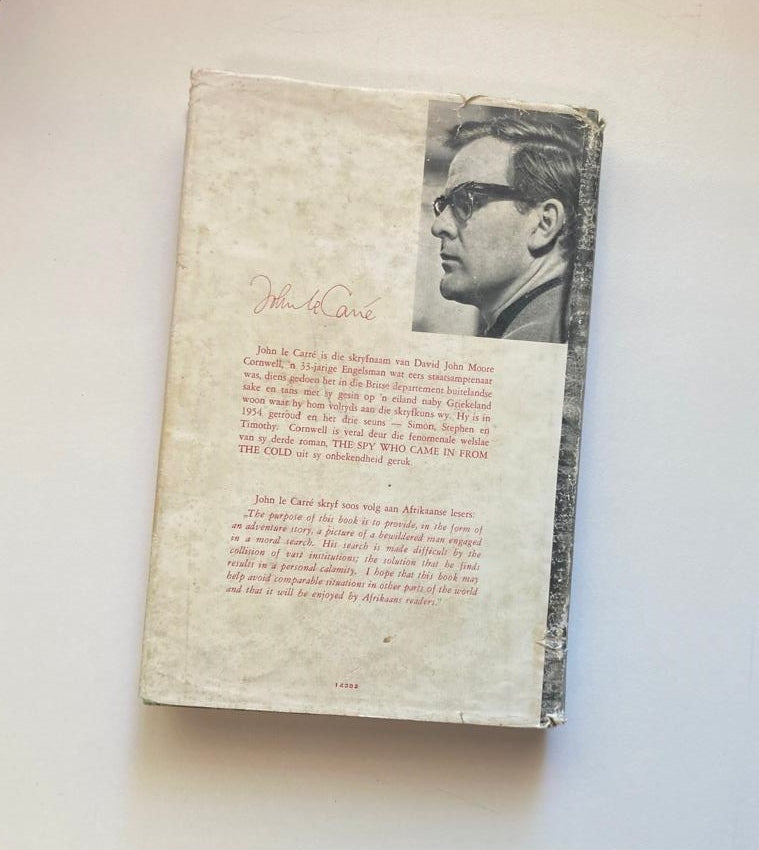 John le Carré
John le Carré is die skryfnaam van David John Moore
Cornwell, 'n 33-jarige Engelsman wat eers staatsamptenaar
was, diens gedoen het in die Britse departement buitelandse
sake en tans met sy gesin op 'n eiland naby Griekeland
woon waar hy hom voltyds aan die skryfkuns wy. Hy is in
1954 getroud en het drie seuns — Simon, Stephen en
Timothy. Cornwell is veral deur die fenomenale welslae
van sy derde roman, THE SPY WHO CAME IN FROM
THE COLD uit sy onbekendheid geruk.
John le Carré skryf soos volg aan Afrikaanse lesers:
„The purpose of this book is to provide, in the form of
an adventure story, a picture of a bewildered man engaged
in a moral search. His search is made difficult by the
collision of vast institutions; the solution that he finds
results in a personal calamity. I hope that this book may
help avoid comparable situations in other parts of the world
and that it will be enjoyed by Afrikaans readers."